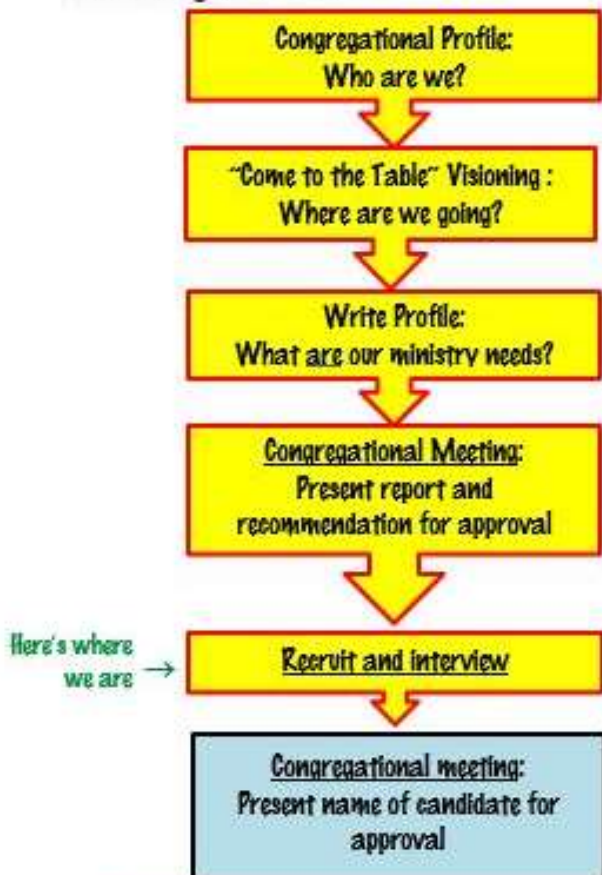 Congregational Profile:
Who are we?
"Come to the Table" Visioning :
Where are we going?
Write Profile:
What are our ministry needs?
Congregational Meeting:
Present report and
recommendation for approval
Here's where
we are →
Recruit and interview
Congregational meeting:
Present name of candidate for
approval